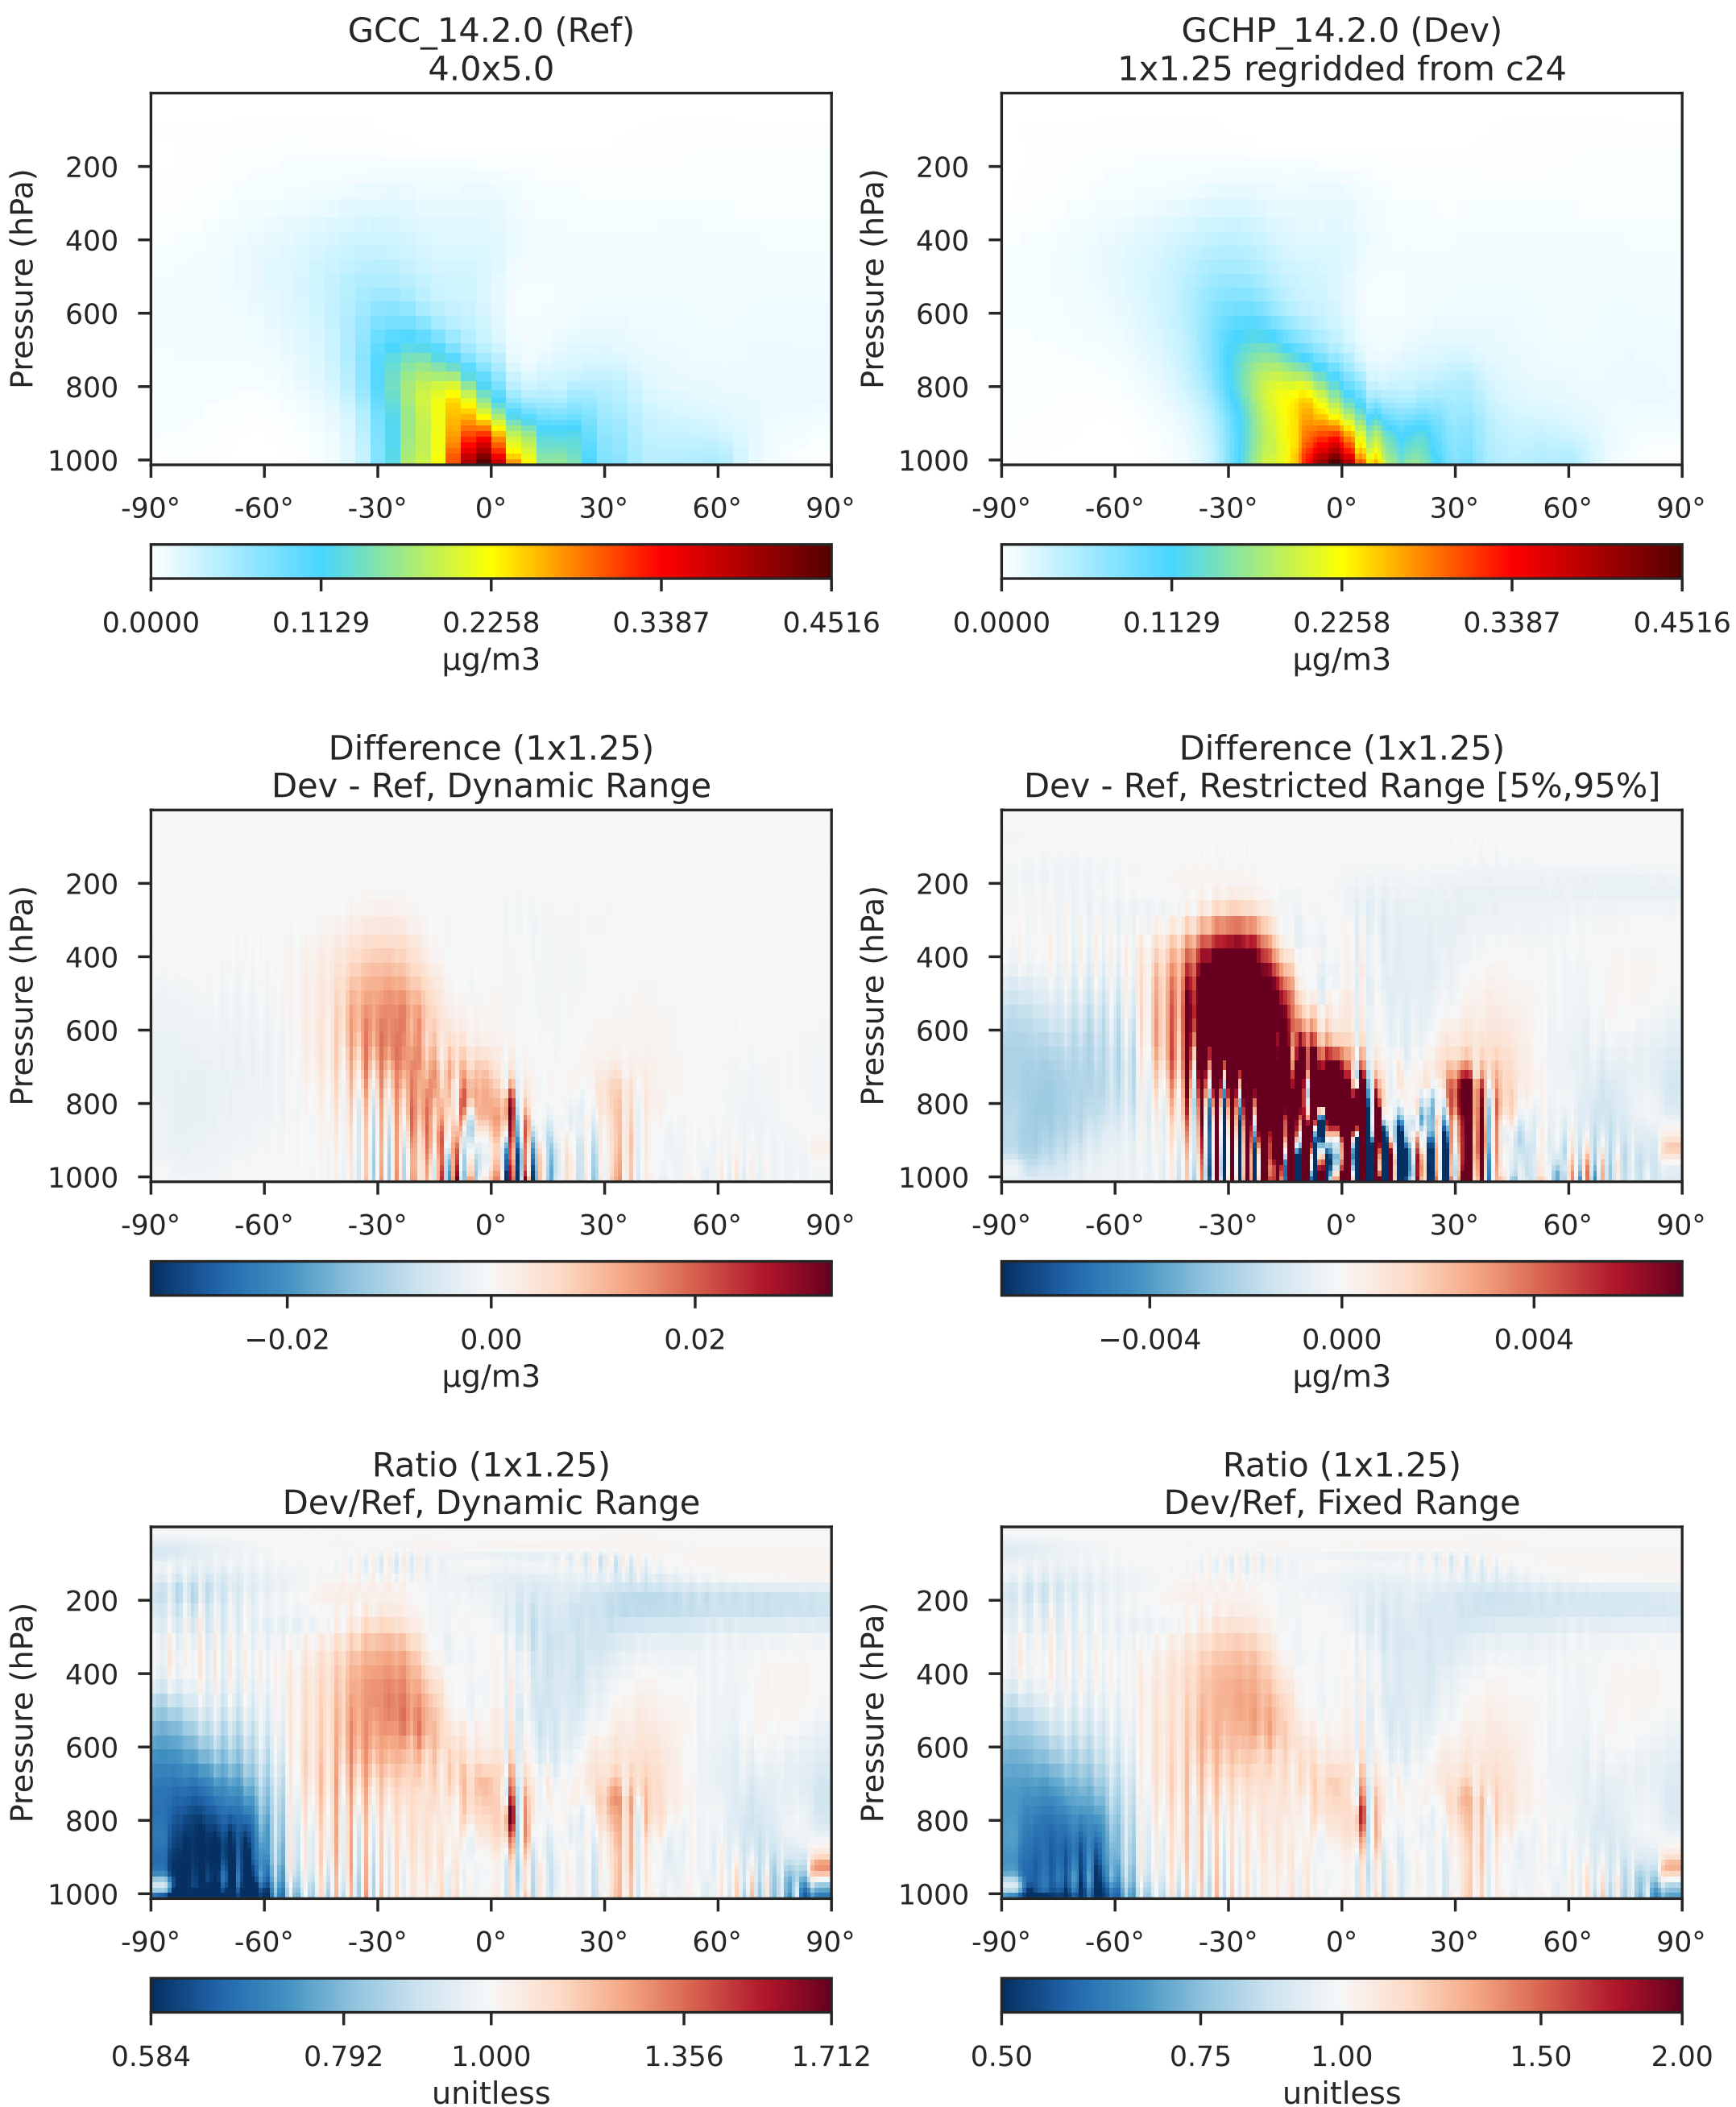 GCC_14.2.0 (Ref)
4.0x5.0
Pressure (hPa)
200
400
600
800
1000
-90° -60° -30° 0° 30° 60° 90°
0.0000 0.1129 0.2258 0.3387 0.4516
µg/m3
GCHP_14.2.0 (Dev)
1x1.25 regridded from c24
Pressure (hPa)
200
400
600
800
1000
-90° -60° -30° 0° 30° 60° 90°
0.0000 0.1129 0.2258 0.3387 0.4516
µg/m3
Difference (1x1.25)
Dev - Ref, Dynamic Range
Pressure (hPa)
200
400
600
800
1000
-90° -60° -30° 0° 30° 60° 90°
−0.02 0.00 0.02
µg/m3
Difference (1x1.25)
Dev - Ref, Restricted Range [5%,95%]
Pressure (hPa)
200
400
600
800
1000
-90° -60° -30° 0° 30° 60° 90°
−0.004 0.000 0.004
µg/m3
Ratio (1x1.25)
Dev/Ref, Dynamic Range
Pressure (hPa)
200
400
600
800
1000
-90° -60° -30° 0° 30° 60° 90°
0.584 0.792 1.000 1.356 1.712
unitless
Ratio (1x1.25)
Dev/Ref, Fixed Range
Pressure (hPa)
200
400
600
800
1000
-90° -60° -30° 0° 30° 60° 90°
0.50 0.75 1.00 1.50 2.00
unitless